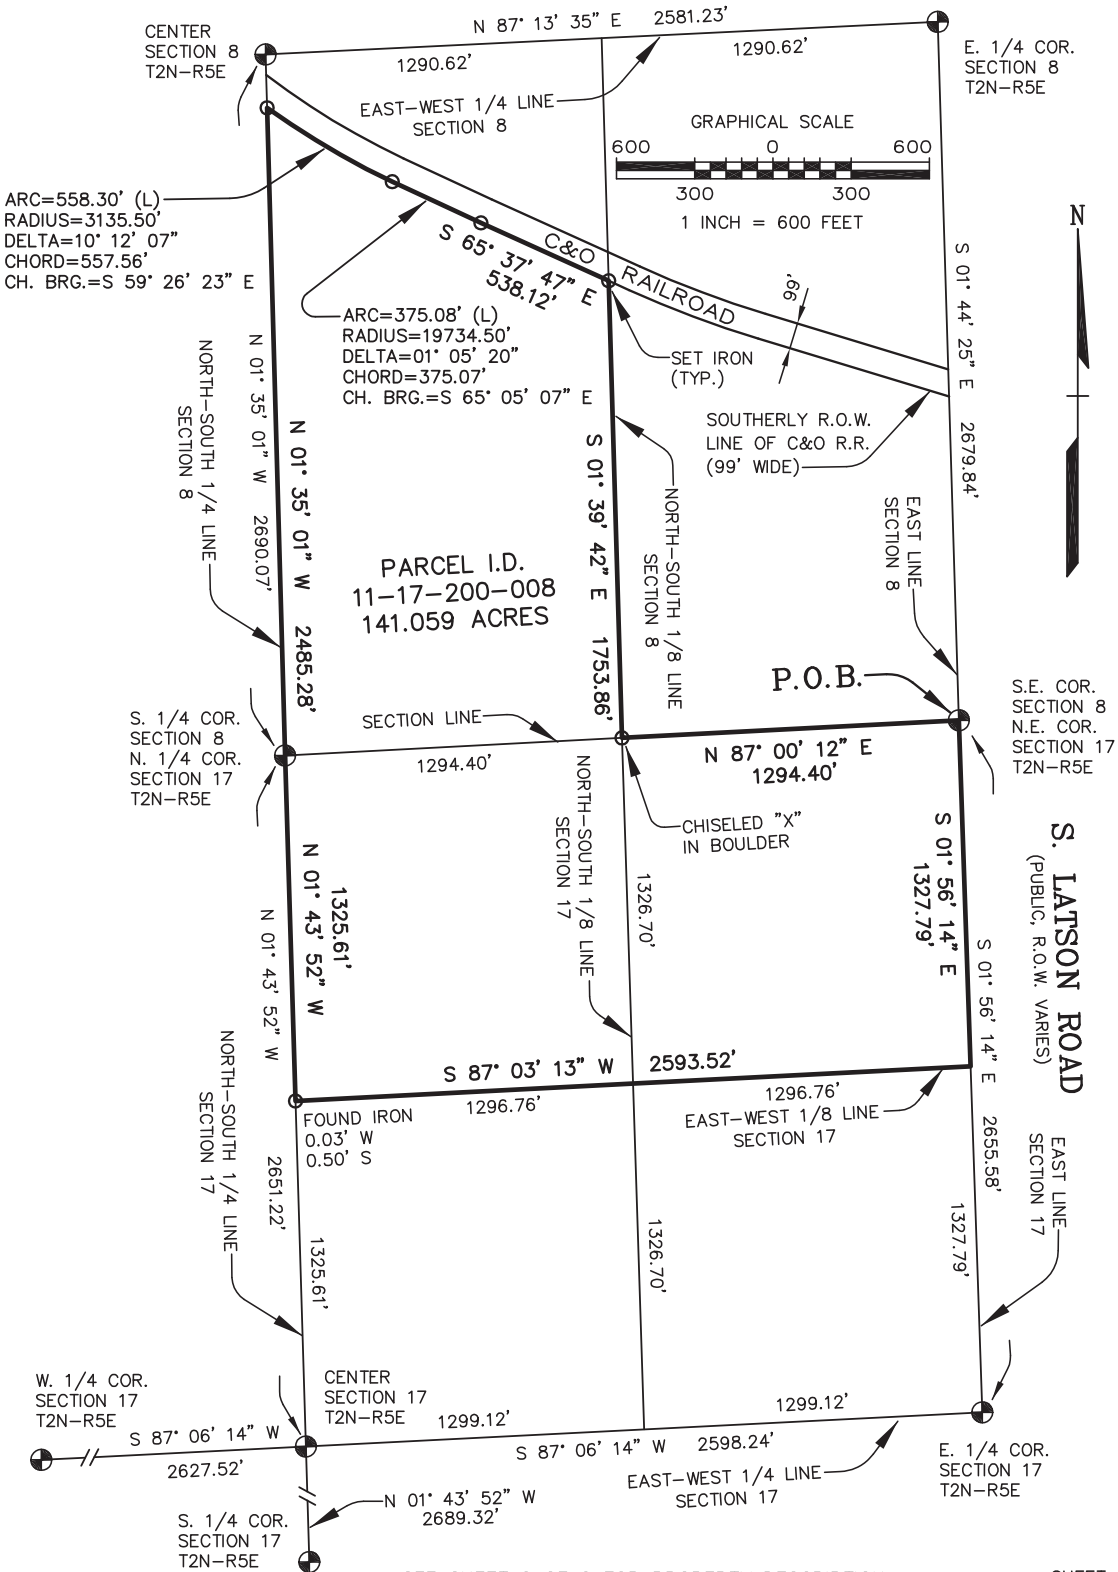 N 87° 13' 35" E 2581.23'
CENTER
SECTION 8
T2N-R5E
1290.62'
1290.62'
E. 1/4 COR.
SECTION 8
T2N-R5E
EAST-WEST 1/4 LINE
SECTION 8
GRAPHICAL SCALE
600 0 600
300 300
1 INCH = 600 FEET
N
ARC=558.30' (L)
RADIUS=3135.50'
DELTA=10° 12' 07"
CHORD=557.56'
CH. BRG.=S 59° 26' 23" E
S 65° 37' 47" E
538.12'
C&O RAILROAD
99'
ARC=375.08' (L)
RADIUS=19734.50'
DELTA=01° 05' 20"
CHORD=375.07'
CH. BRG.=S 65° 05' 07" E
SET IRON
(TYP.)
SOUTHERLY R.O.W.
LINE OF C&O R.R.
(99' WIDE)
S 01° 44' 25" E 2679.84'
N 01° 35' 01" W 2690.07'
NORTH-SOUTH 1/4 LINE
SECTION 8
N 01° 35' 01" W 2485.28'
S 01° 39' 42" E 1753.86'
NORTH-SOUTH 1/8 LINE
SECTION 8
EAST LINE
SECTION 8
PARCEL I.D.
11-17-200-008
141.059 ACRES
P.O.B.
S. 1/4 COR.
SECTION 8
N. 1/4 COR.
SECTION 17
T2N-R5E
SECTION LINE
1294.40'
N 87° 00' 12" E
1294.40'
S.E. COR.
SECTION 8
N.E. COR.
SECTION 17
T2N-R5E
CHISELED "X"
IN BOULDER
NORTH-SOUTH 1/8 LINE
SECTION 17
1326.70'
S 01° 56' 14" E
1327.79'
S. LATSON ROAD
(PUBLIC, R.O.W. VARIES)
1325.61'
N 01° 43' 52" W
N 01° 43' 52" W 2651.22'
S 01° 56' 14" E 2655.58'
S 87° 03' 13" W 2593.52'
1296.76'
1296.76'
EAST-WEST 1/8 LINE
SECTION 17
FOUND IRON
0.03' W
0.50' S
NORTH-SOUTH 1/4 LINE
SECTION 17
EAST LINE
SECTION 17
1325.61'
1326.70'
1327.79'
W. 1/4 COR.
SECTION 17
T2N-R5E
CENTER
SECTION 17
T2N-R5E
S 87° 06' 14" W
2627.52'
1299.12'
1299.12'
S 87° 06' 14" W 2598.24'
EAST-WEST 1/4 LINE
SECTION 17
E. 1/4 COR.
SECTION 17
T2N-R5E
N 01° 43' 52" W
2689.32'
S. 1/4 COR.
SECTION 17
T2N-R5E